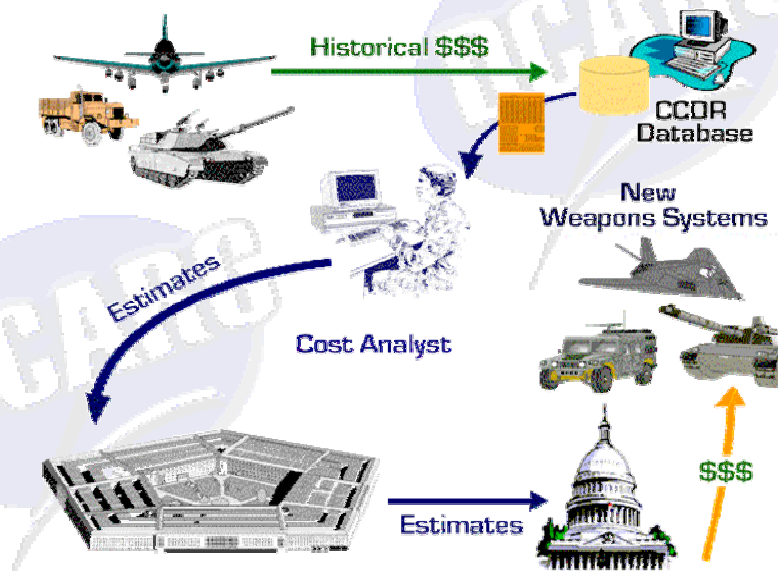 Historical $$$
CCDR
Database
New
Weapons Systems
Estimates
Cost Analyst
$$$
Estimates